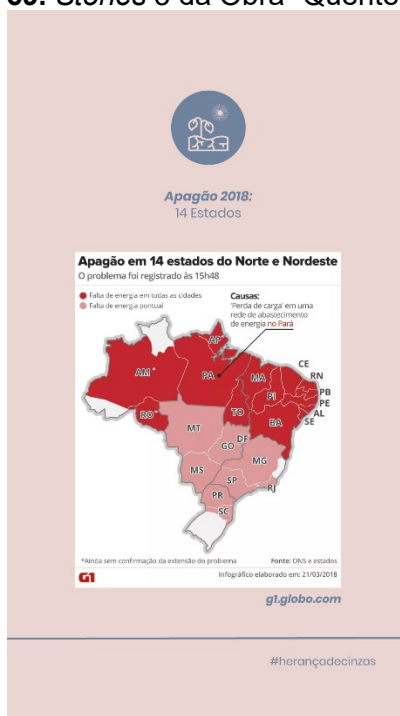 Stories 3 da Obra "Quente
Apagão 2018:
14 Estados
Apagão em 14 estados do Norte e Nordeste
O problema foi registrado às 15h48
Falta de energia em todas as cidades
Falta de energia pontual
Causas:
'Perda de carga' em uma
rede de abastecimento
de energia no Pará
AP*
AM*
PA
MA
CE
RN
PB
PE
AL
SE
PI
TO
BA
RO*
MT
GO
DF
MG
MS
SP
RJ
PR
SC
*Ainda sem confirmação da extensão do problema
Fonte: ONS e estados
G1
Infográfico elaborado em: 21/03/2018
g1.globo.com
#herançadecinzas